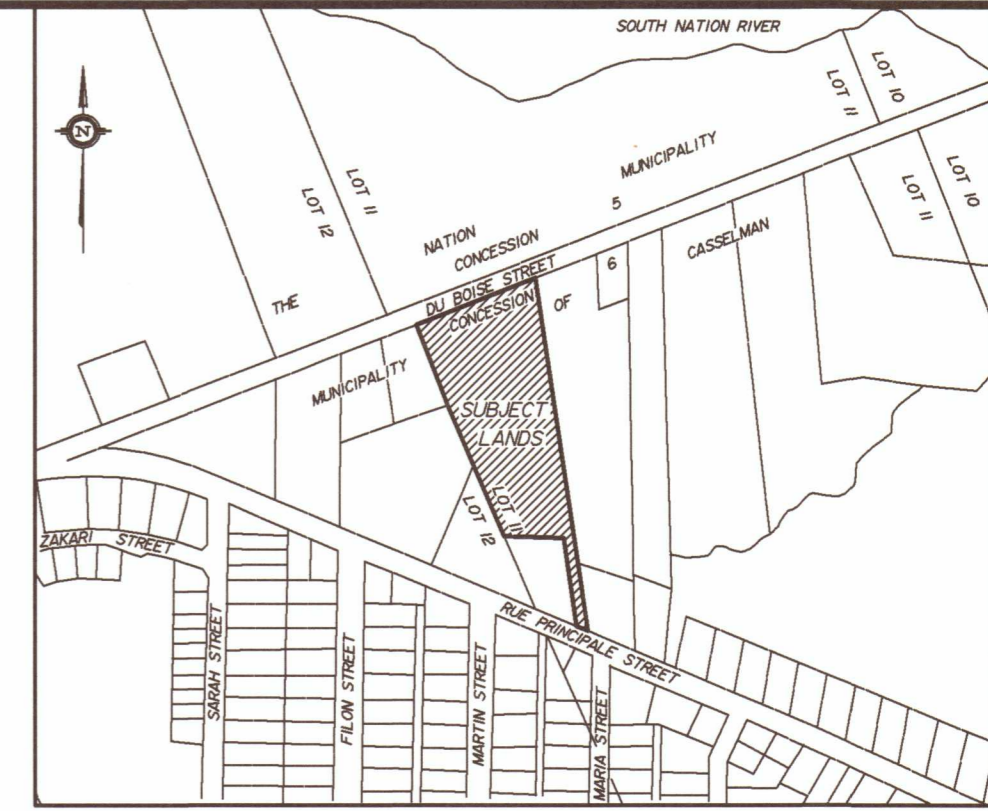 SOUTH NATION RIVER
LOT 10
LOT 11
N
MUNICIPALITY
LOT 10
LOT 11
LOT 11
LOT 12
5
NATION
CONCESSION
CASSELMAN
6
DU BOISE STREET
THE
CONCESSION
OF
MUNICIPALITY
SUBJECT
LANDS
LOT 11
LOT 12
ZAKARI STREET
RUE PRINCIPALE STREET
SARAH STREET
FILON STREET
MARTIN STREET
MARIA STREET